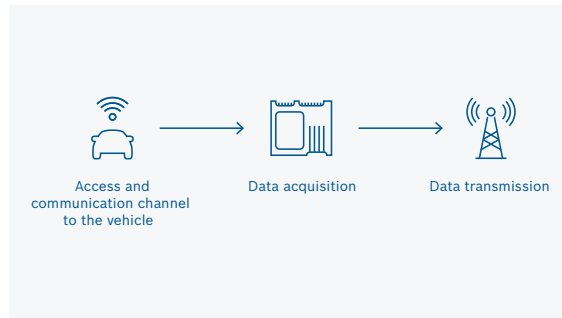 Access and
communication channel
to the vehicle
Data acquisition
Data transmission